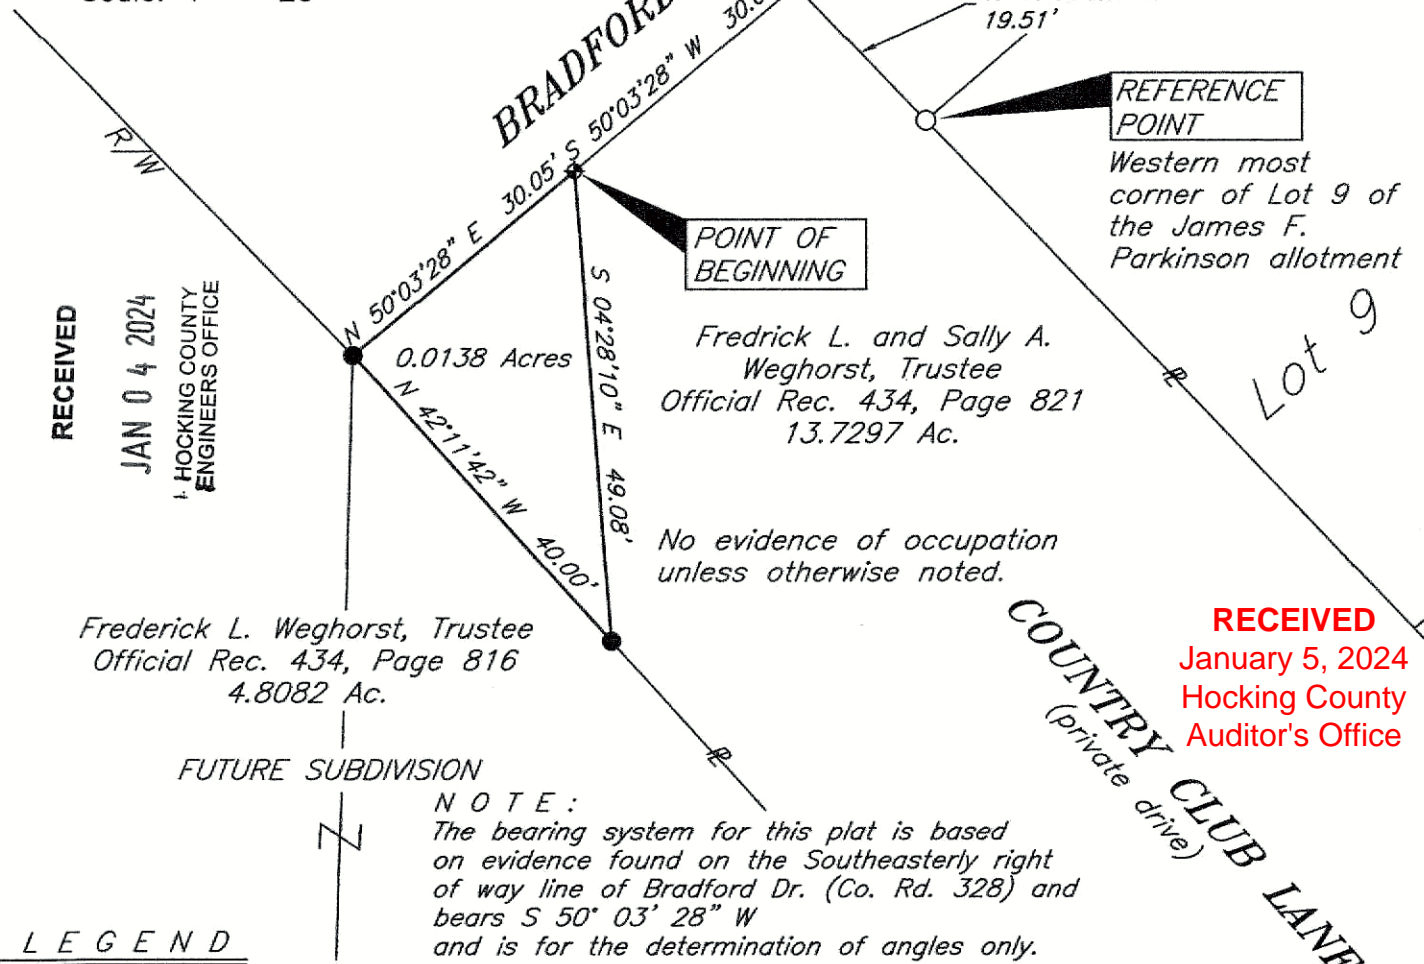 BRADFORD
S 50°03'28" W
19.51'
REFERENCE
POINT
Western most
corner of Lot 9 of
the James F.
Parkinson allotment
Lot 9
R/W
N 50°03'28" E 30.05'
POINT OF
BEGINNING
RECEIVED
JAN 0 4 2024
HOCKING COUNTY
ENGINEERS OFFICE
0.0138 Acres
S 04°28'10" E 49.08'
N 42°11'42" W 40.00'
Fredrick L. and Sally A.
Weghorst, Trustee
Official Rec. 434, Page 821
13.7297 Ac.
No evidence of occupation
unless otherwise noted.
Frederick L. Weghorst, Trustee
Official Rec. 434, Page 816
4.8082 Ac.
RECEIVED
January 5, 2024
Hocking County
Auditor's Office
COUNTRY CLUB LANE
(private drive)
FUTURE SUBDIVISION
N O T E :
The bearing system for this plat is based
on evidence found on the Southeasterly right
of way line of Bradford Dr. (Co. Rd. 328) and
bears S 50° 03' 28" W
and is for the determination of angles only.
L E G E N D